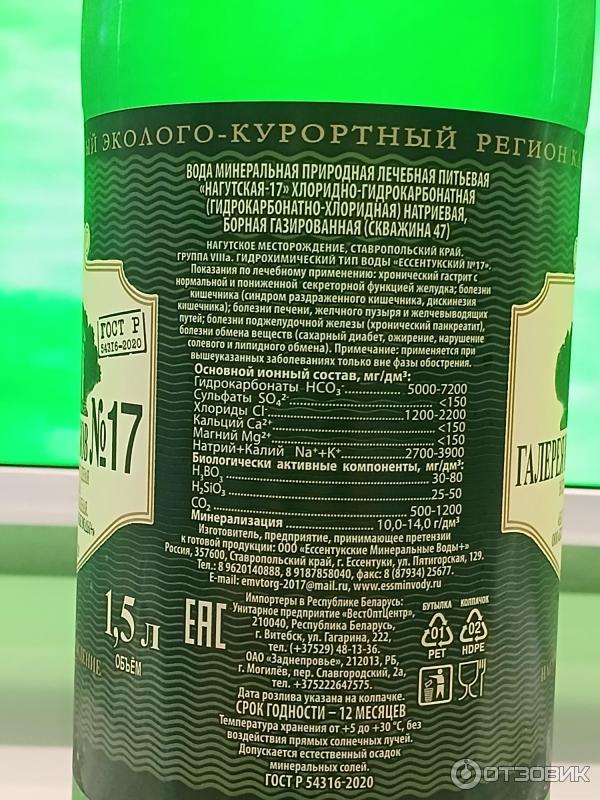 ЫЙ ЭКОЛОГО-КУРОРТНЫЙ РЕГИОН КА
ВОДА МИНЕРАЛЬНАЯ ПРИРОДНАЯ ЛЕЧЕБНАЯ ПИТЬЕВАЯ
«НАГУТСКАЯ-17» ХЛОРИДНО-ГИДРОКАРБОНАТНАЯ
(ГИДРОКАРБОНАТНО-ХЛОРИДНАЯ) НАТРИЕВАЯ,
БОРНАЯ ГАЗИРОВАННАЯ (СКВАЖИНА 47)
НАГУТСКОЕ МЕСТОРОЖДЕНИЕ, СТАВРОПОЛЬСКИЙ КРАЙ.
ГРУППА VIIIа. ГИДРОХИМИЧЕСКИЙ ТИП ВОДЫ «ЕССЕНТУКСКИЙ №17».
Показания по лечебному применению: хронический гастрит с
нормальной и пониженной секреторной функцией желудка; болезни
кишечника (синдром раздраженного кишечника, дискинезия
кишечника); болезни печени, желчного пузыря и желчевыводящих
путей; болезни поджелудочной железы (хронический панкреатит),
болезни обмена веществ (сахарный диабет, ожирение, нарушение
солевого и липидного обмена). Примечание: применяется при
вышеуказанных заболеваниях только вне фазы обострения.
Основной ионный состав, мг/дм³:
Гидрокарбонаты HCO₃⁻ 5000-7200
Сульфаты SO₄²⁻ <150
Хлориды Cl⁻ 1200-2200
Кальций Ca²⁺ <150
Магний Mg²⁺ <150
Натрий+Калий Na⁺+K⁺ 2700-3900
Биологически активные компоненты, мг/дм³:
H₃BO₃ 30-80
H₂SiO₃ 25-50
CO₂ 500-1200
Минерализация 10,0-14,0 г/дм³
Изготовитель, предприятие, принимающее претензии
к готовой продукции: ООО «Ессентукские Минеральные Воды+»
Россия, 357600, Ставропольский край, г. Ессентуки, ул. Пятигорская, 129.
Тел.: 8 9620140888, 8 9187858040, факс: 8 (87934) 25677.
E-mail: emvtorg-2017@mail.ru, www.essminvody.ru
Импортеры в Республике Беларусь:
Унитарное предприятие «ВестОптЦентр»,
210040, Республика Беларусь,
г. Витебск, ул. Гагарина, 222,
тел. (+37529) 48-13-36.
ОАО «Заднепровье», 212013, РБ,
г. Могилёв, пер. Славгородский, 2а,
тел. +375222647575.
Дата розлива указана на колпачке.
СРОК ГОДНОСТИ – 12 МЕСЯЦЕВ
Температура хранения от +5 до +30 °С, без
воздействия прямых солнечных лучей.
Допускается естественный осадок
минеральных солей.
ГОСТ Р 54316-2020
ГОСТ Р
54316-2020
№17
1,5 л
ОБЪЁМ
ЕАС
БУТЫЛКА КОЛПАЧОК
01 02
PET HDPE
ГАЛЕРЕ
ОТЗОВИК